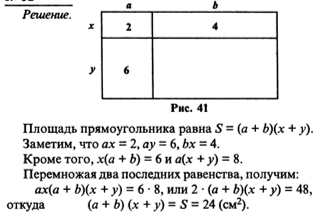 Решение.
a b
x 2 4
y 6
Рис. 41
Площадь прямоугольника равна S = (a + b)(x + y).
Заметим, что ax = 2, ay = 6, bx = 4.
Кроме того, x(a + b) = 6 и a(x + y) = 8.
Перемножая два последних равенства, получим:
ax(a + b)(x + y) = 6 · 8, или 2 · (a + b)(x + y) = 48,
откуда (a + b) (x + y) = S = 24 (см²).